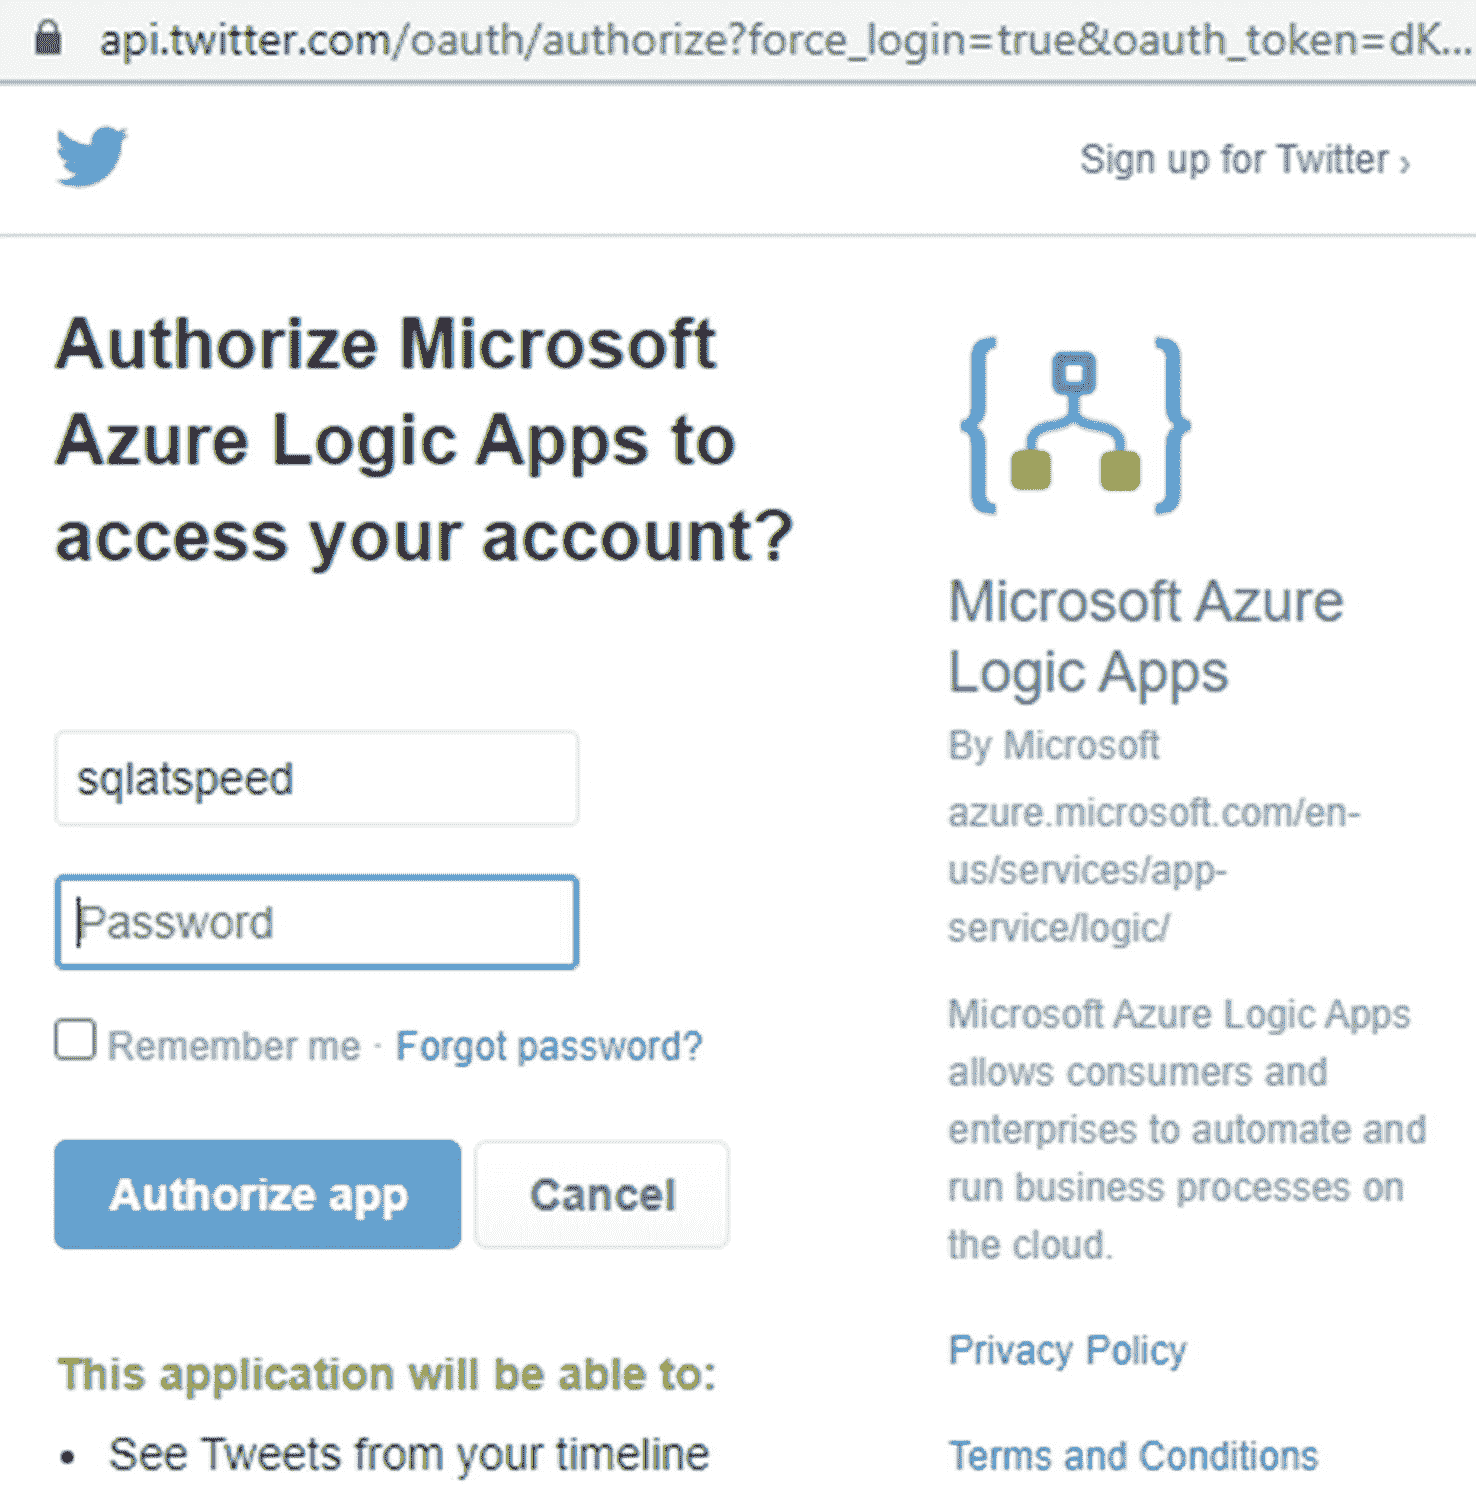 api.twitter.com/oauth/authorize?force_login=true&oauth_token=dK...
Sign up for Twitter ›
Authorize Microsoft
Azure Logic Apps to
access your account?
sqlatspeed
Password
Remember me · Forgot password?
Authorize app
Cancel
This application will be able to:
• See Tweets from your timeline
Microsoft Azure
Logic Apps
By Microsoft
azure.microsoft.com/en-
us/services/app-
service/logic/
Microsoft Azure Logic Apps
allows consumers and
enterprises to automate and
run business processes on
the cloud.
Privacy Policy
Terms and Conditions